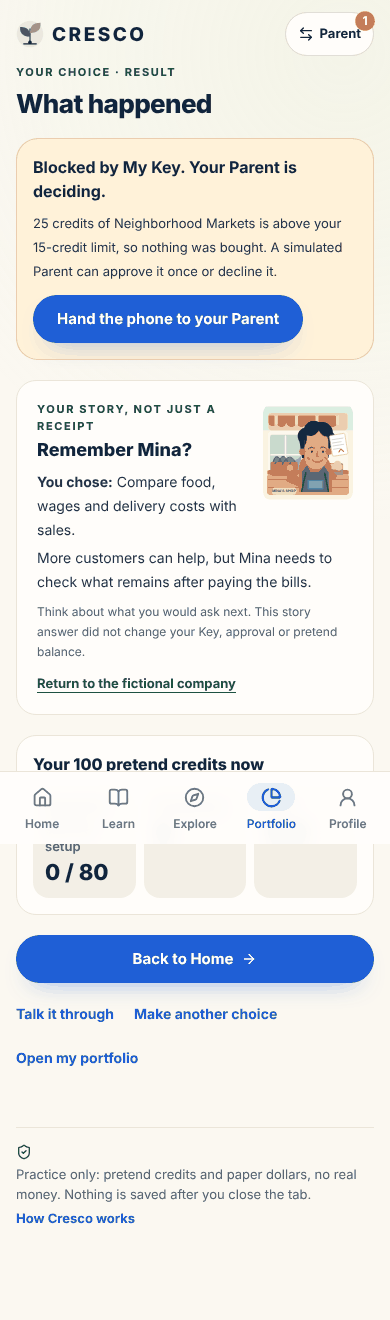 CRESCO
Parent
1
YOUR CHOICE · RESULT
What happened
Blocked by My Key. Your Parent is
deciding.
25 credits of Neighborhood Markets is above your
15-credit limit, so nothing was bought. A simulated
Parent can approve it once or decline it.
Hand the phone to your Parent
YOUR STORY, NOT JUST A
RECEIPT
Remember Mina?
You chose: Compare food,
wages and delivery costs with
sales.
More customers can help, but Mina needs to
check what remains after paying the bills.
Think about what you would ask next. This story
answer did not change your Key, approval or pretend
balance.
Return to the fictional company
Your 100 pretend credits now
Home
Learn
Explore
Portfolio
Profile
setup
0 / 80
Back to Home
Talk it through
Make another choice
Open my portfolio
Practice only: pretend credits and paper dollars, no real
money. Nothing is saved after you close the tab.
How Cresco works